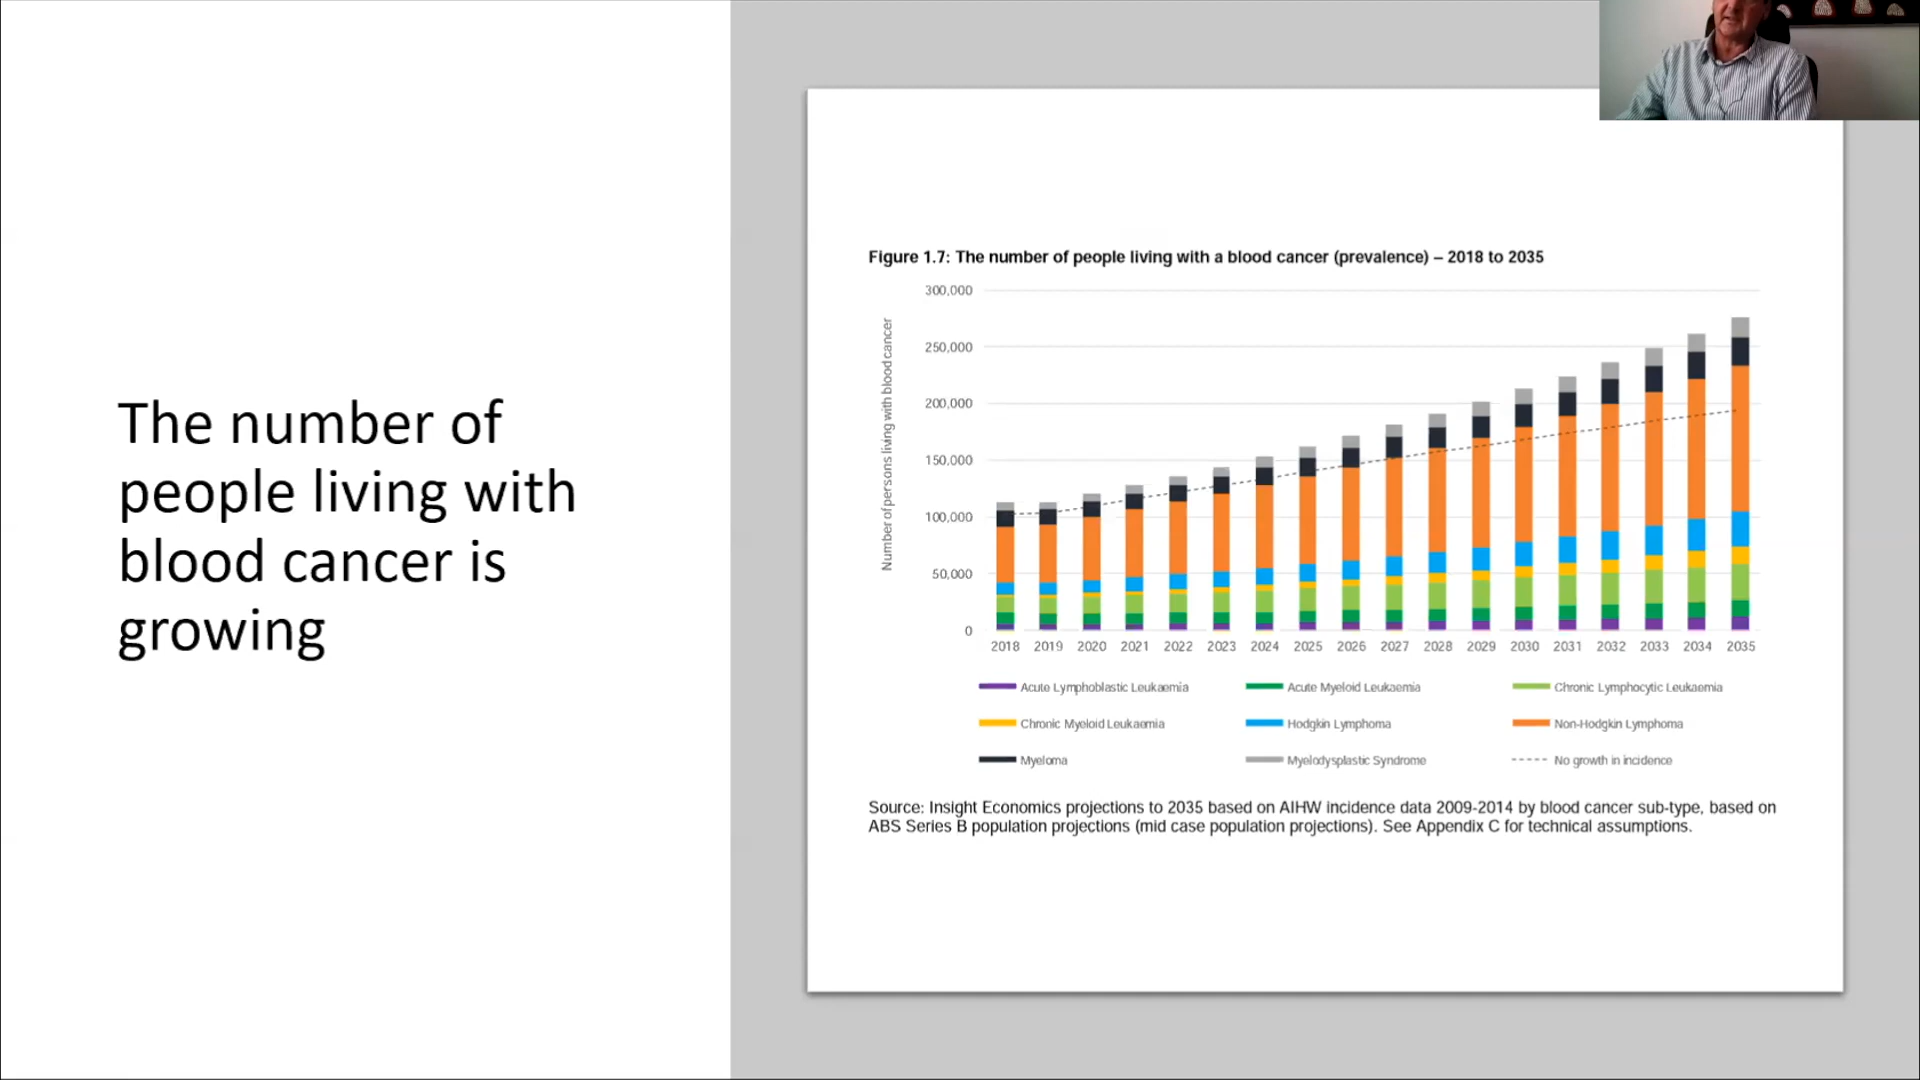 The number of
people living with
blood cancer is
growing
Figure 1.7: The number of people living with a blood cancer (prevalence) – 2018 to 2035
Number of persons living with blood cancer
300,000
250,000
200,000
150,000
100,000
50,000
0
2018 2019 2020 2021 2022 2023 2024 2025 2026 2027 2028 2029 2030 2031 2032 2033 2034 2035
Acute Lymphoblastic Leukaemia Acute Myeloid Leukaemia Chronic Lymphocytic Leukaemia
Chronic Myeloid Leukaemia Hodgkin Lymphoma Non-Hodgkin Lymphoma
Myeloma Myelodysplastic Syndrome No growth in incidence
Source: Insight Economics projections to 2035 based on AIHW incidence data 2009-2014 by blood cancer sub-type, based on
ABS Series B population projections (mid case population projections). See Appendix C for technical assumptions.